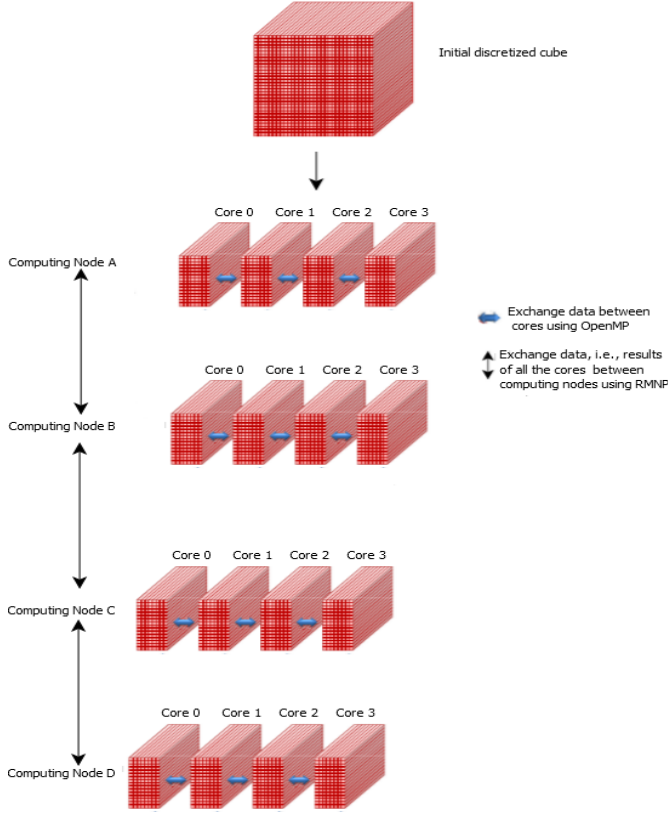 Initial discretized cube
Core 0 Core 1 Core 2 Core 3
Computing Node A
Exchange data between
cores using OpenMP
Exchange data, i.e., results
of all the cores between
computing nodes using RMNP
Core 0 Core 1 Core 2 Core 3
Computing Node B
Core 0 Core 1 Core 2 Core 3
Computing Node C
Core 0 Core 1 Core 2 Core 3
Computing Node D